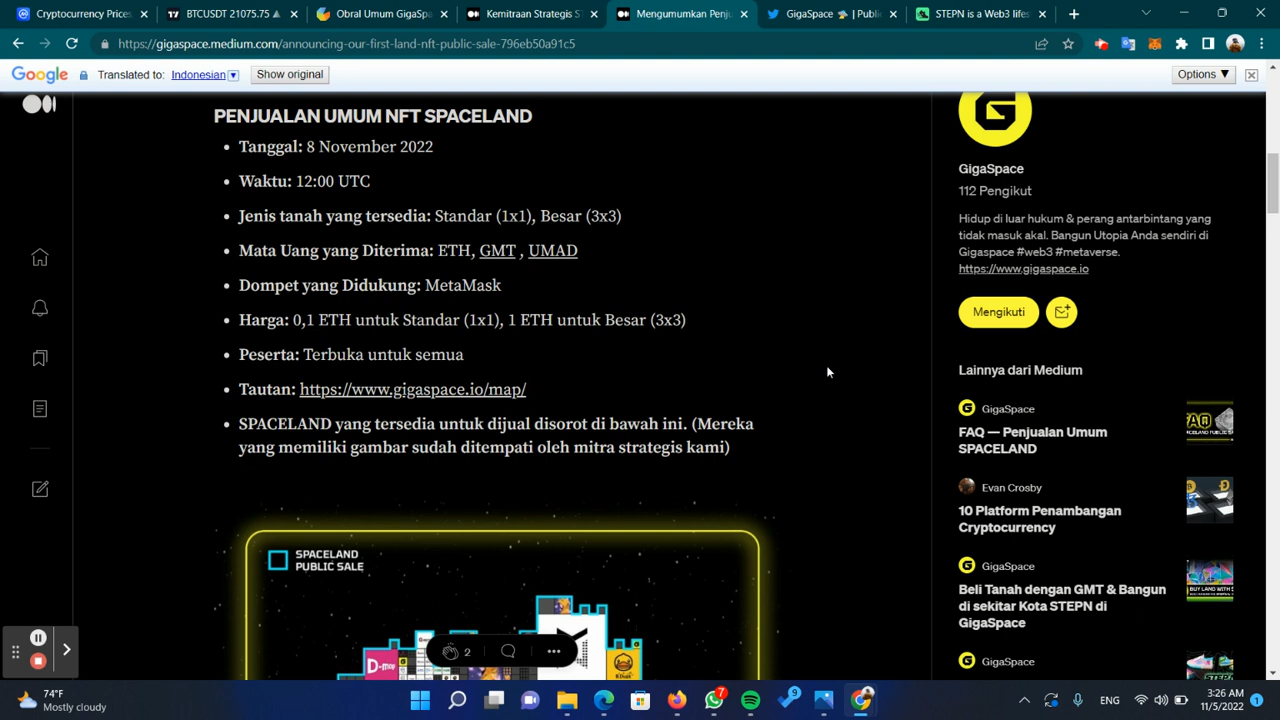 Cryptocurrency Prices,
BTCUSDT 21075.75
Obral Umum GigaSp
Kemitraan Strategis ST
Mengumumkan Penju
GigaSpace | Public
STEPN is a Web3 lifes
https://gigaspace.medium.com/announcing-our-first-land-nft-public-sale-796eb50a91c5
Google Translated to: Indonesian Show original Options
PENJUALAN UMUM NFT SPACELAND
Tanggal: 8 November 2022
Waktu: 12:00 UTC
Jenis tanah yang tersedia: Standar (1x1), Besar (3x3)
Mata Uang yang Diterima: ETH, GMT , UMAD
Dompet yang Didukung: MetaMask
Harga: 0,1 ETH untuk Standar (1x1), 1 ETH untuk Besar (3x3)
Peserta: Terbuka untuk semua
Tautan: https://www.gigaspace.io/map/
SPACELAND yang tersedia untuk dijual disorot di bawah ini. (Mereka
yang memiliki gambar sudah ditempati oleh mitra strategis kami)
SPACELAND
PUBLIC SALE
D-map
2
GigaSpace
112 Pengikut
Hidup di luar hukum & perang antarbintang yang
tidak masuk akal. Bangun Utopia Anda sendiri di
Gigaspace #web3 #metaverse.
https://www.gigaspace.io
Mengikuti
Lainnya dari Medium
GigaSpace
FAQ — Penjualan Umum
SPACELAND
FAQ
Evan Crosby
10 Platform Penambangan
Cryptocurrency
GigaSpace
Beli Tanah dengan GMT & Bangun
di sekitar Kota STEPN di
GigaSpace
GigaSpace
74°F
Mostly cloudy
7
9
ENG
3:26 AM
11/5/2022
1